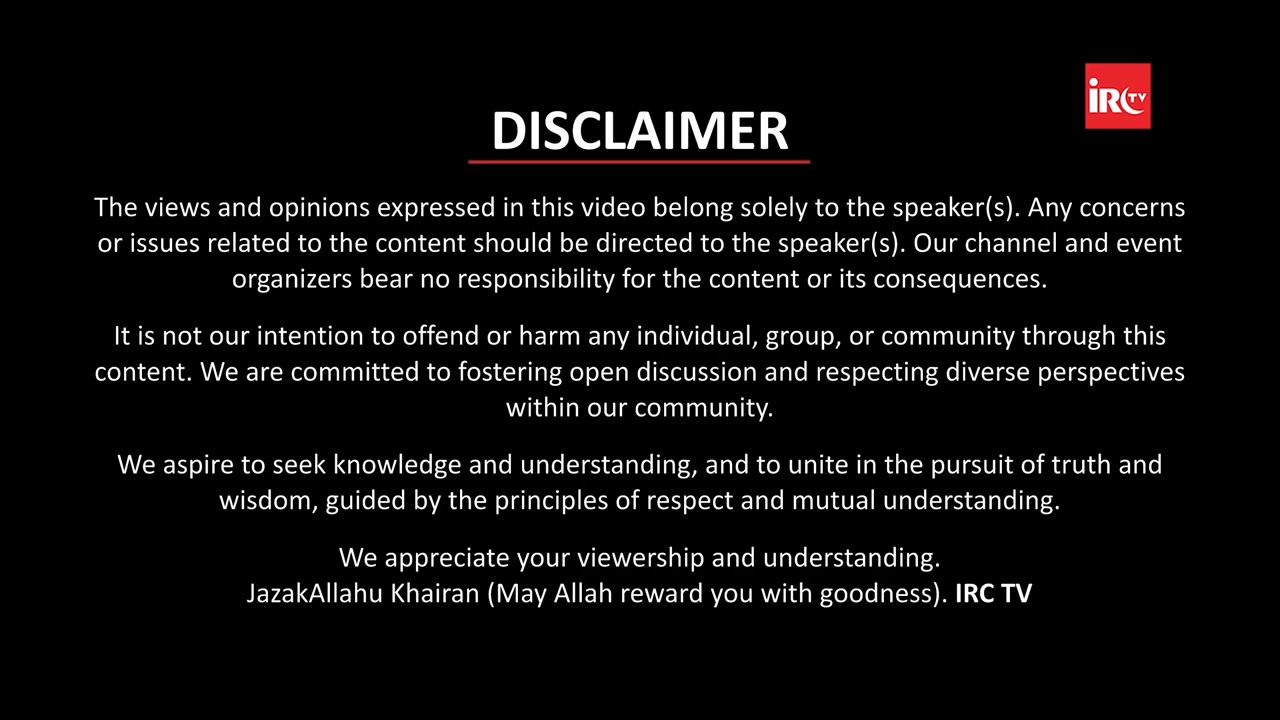 iRC TV
DISCLAIMER
The views and opinions expressed in this video belong solely to the speaker(s). Any concerns
or issues related to the content should be directed to the speaker(s). Our channel and event
organizers bear no responsibility for the content or its consequences.
It is not our intention to offend or harm any individual, group, or community through this
content. We are committed to fostering open discussion and respecting diverse perspectives
within our community.
We aspire to seek knowledge and understanding, and to unite in the pursuit of truth and
wisdom, guided by the principles of respect and mutual understanding.
We appreciate your viewership and understanding.
JazakAllahu Khairan (May Allah reward you with goodness). IRC TV